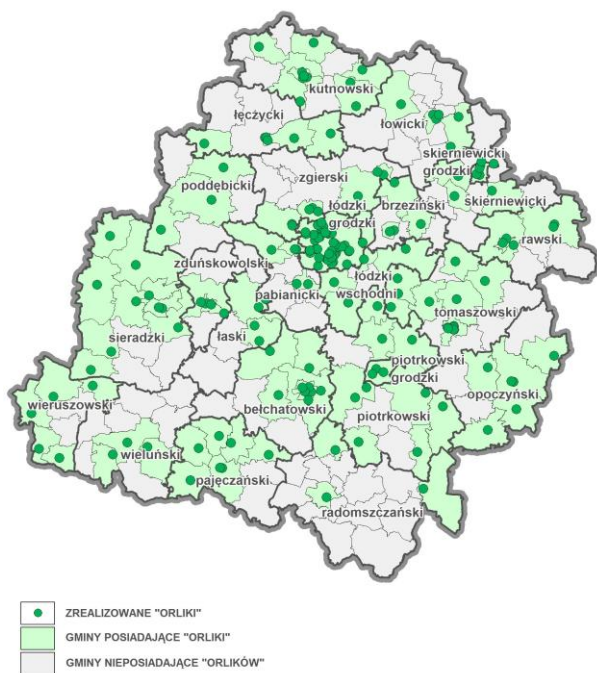 kutnowski
łęczycki
łowicki
skierniewicki
grodzki
zgierski
poddębicki
łódzki
grodzki
brzeziński
skierniewicki
rawski
zduńskowolski
łódzki
wschodni
pabianicki
tomaszowski
sieradzki
łaski
piotrkowski
grodzki
wieruszowski
bełchatowski
piotrkowski
opoczyński
wieluński
pajęczański
radomszczański
ZREALIZOWANE "ORLIKI"
GMINY POSIADAJĄCE "ORLIKI"
GMINY NIEPOSIADAJĄCE "ORLIKÓW"